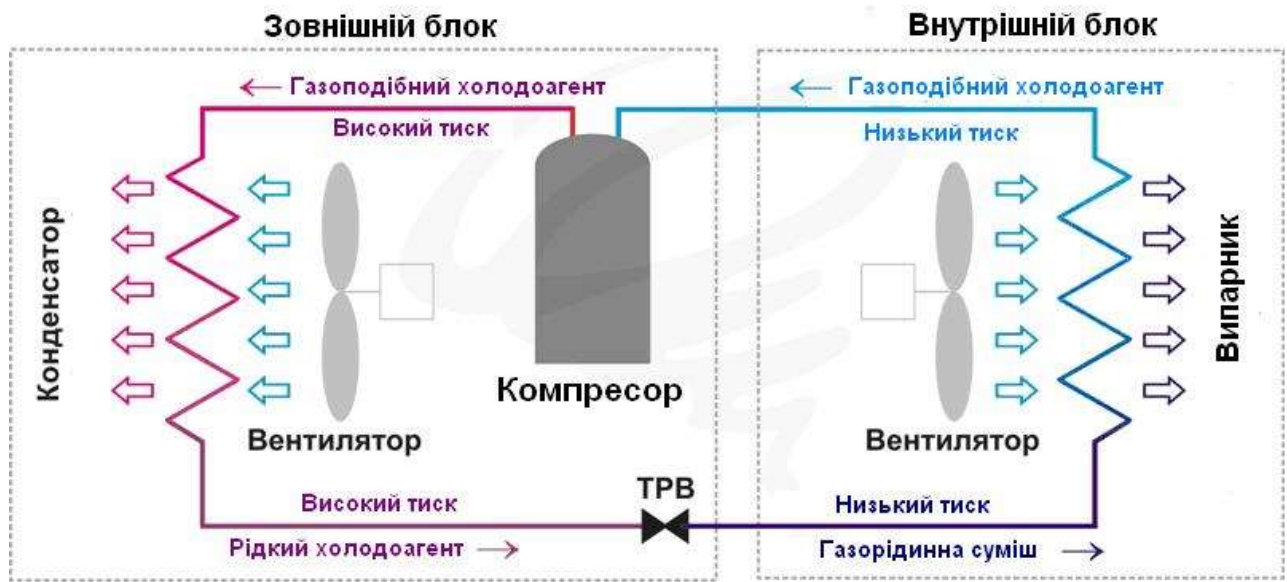 Зовнішній блок
Внутрішній блок
Газоподібний холодоагент
Газоподібний холодоагент
Високий тиск
Низький тиск
Конденсатор
Випарник
Компресор
Вентилятор
Вентилятор
ТРВ
Високий тиск
Низький тиск
Рідкий холодоагент
Газорідинна суміш